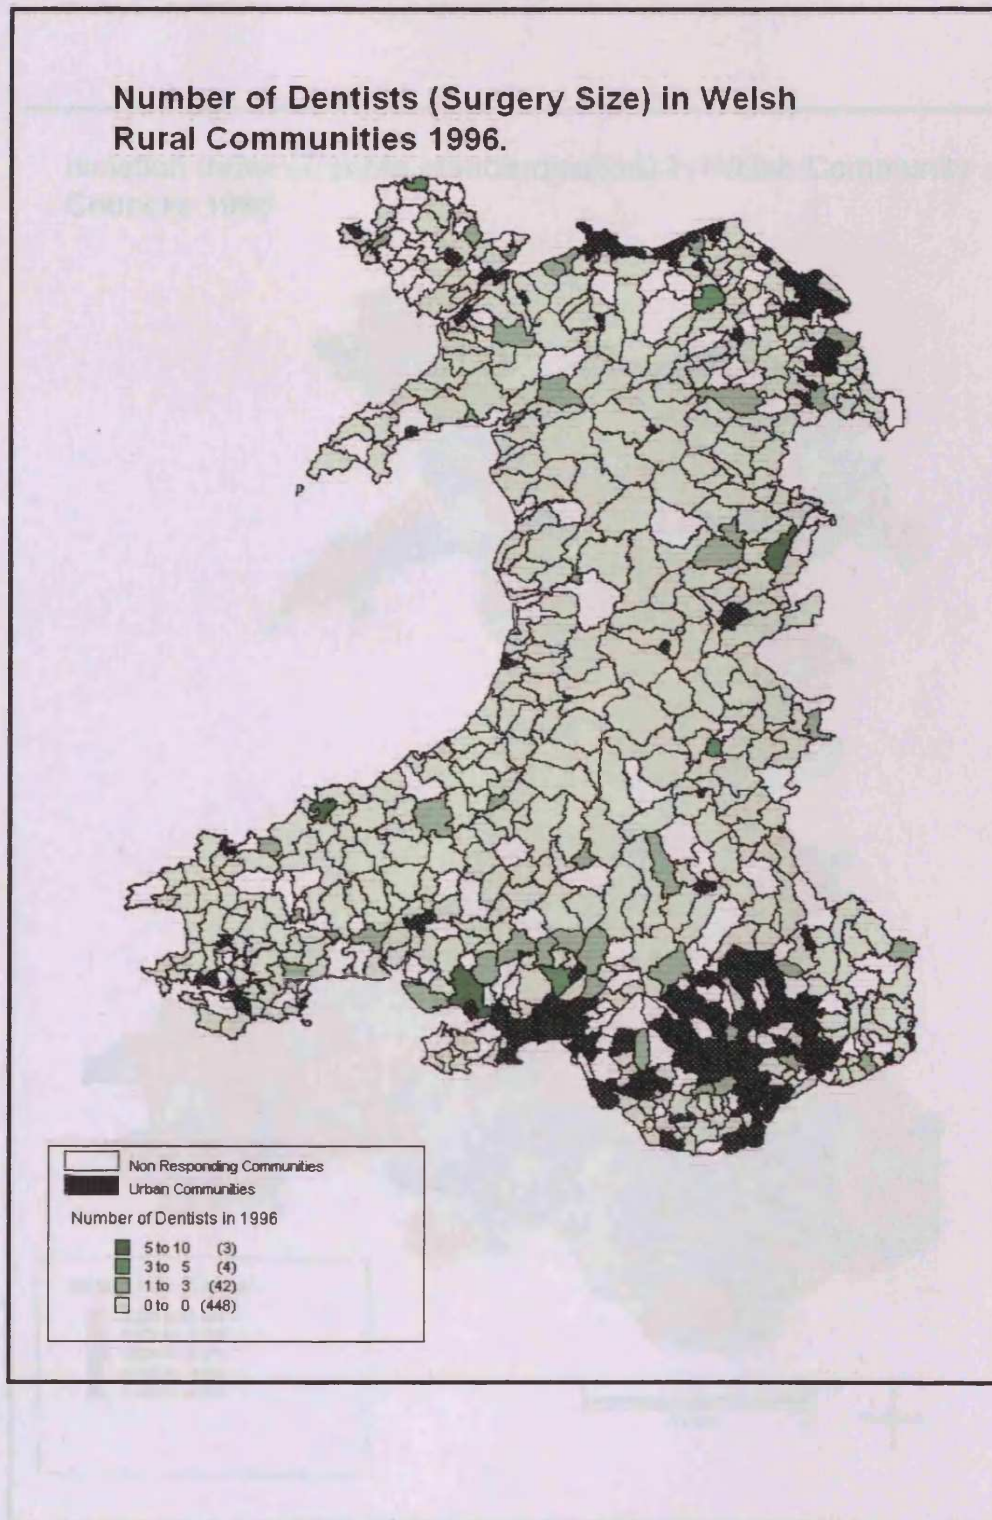 Number of Dentists (Surgery Size) in Welsh
Rural Communities 1996.
Non Responding Communities
Urban Communities
Number of Dentists in 1996
5 to 10 (3)
3 to 5 (4)
1 to 3 (42)
0 to 0 (448)